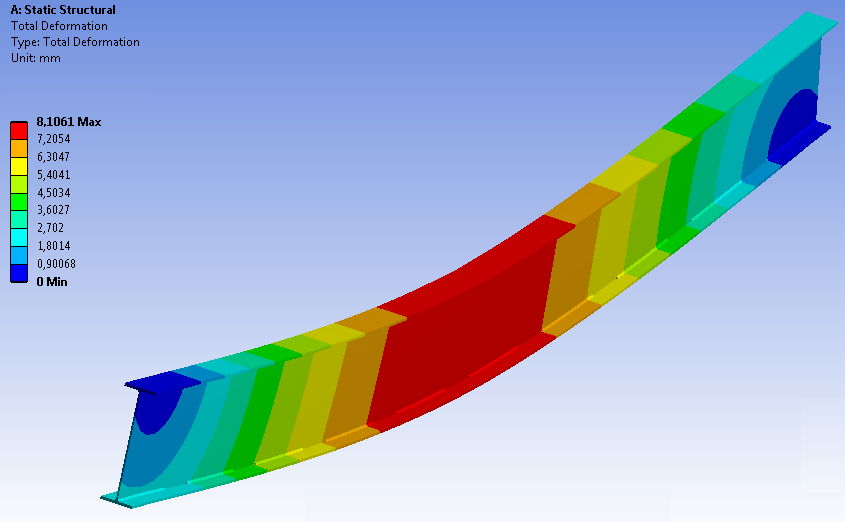 A: Static Structural
Total Deformation
Type: Total Deformation
Unit: mm
8,1061 Max
7,2054
6,3047
5,4041
4,5034
3,6027
2,702
1,8014
0,90068
0 Min